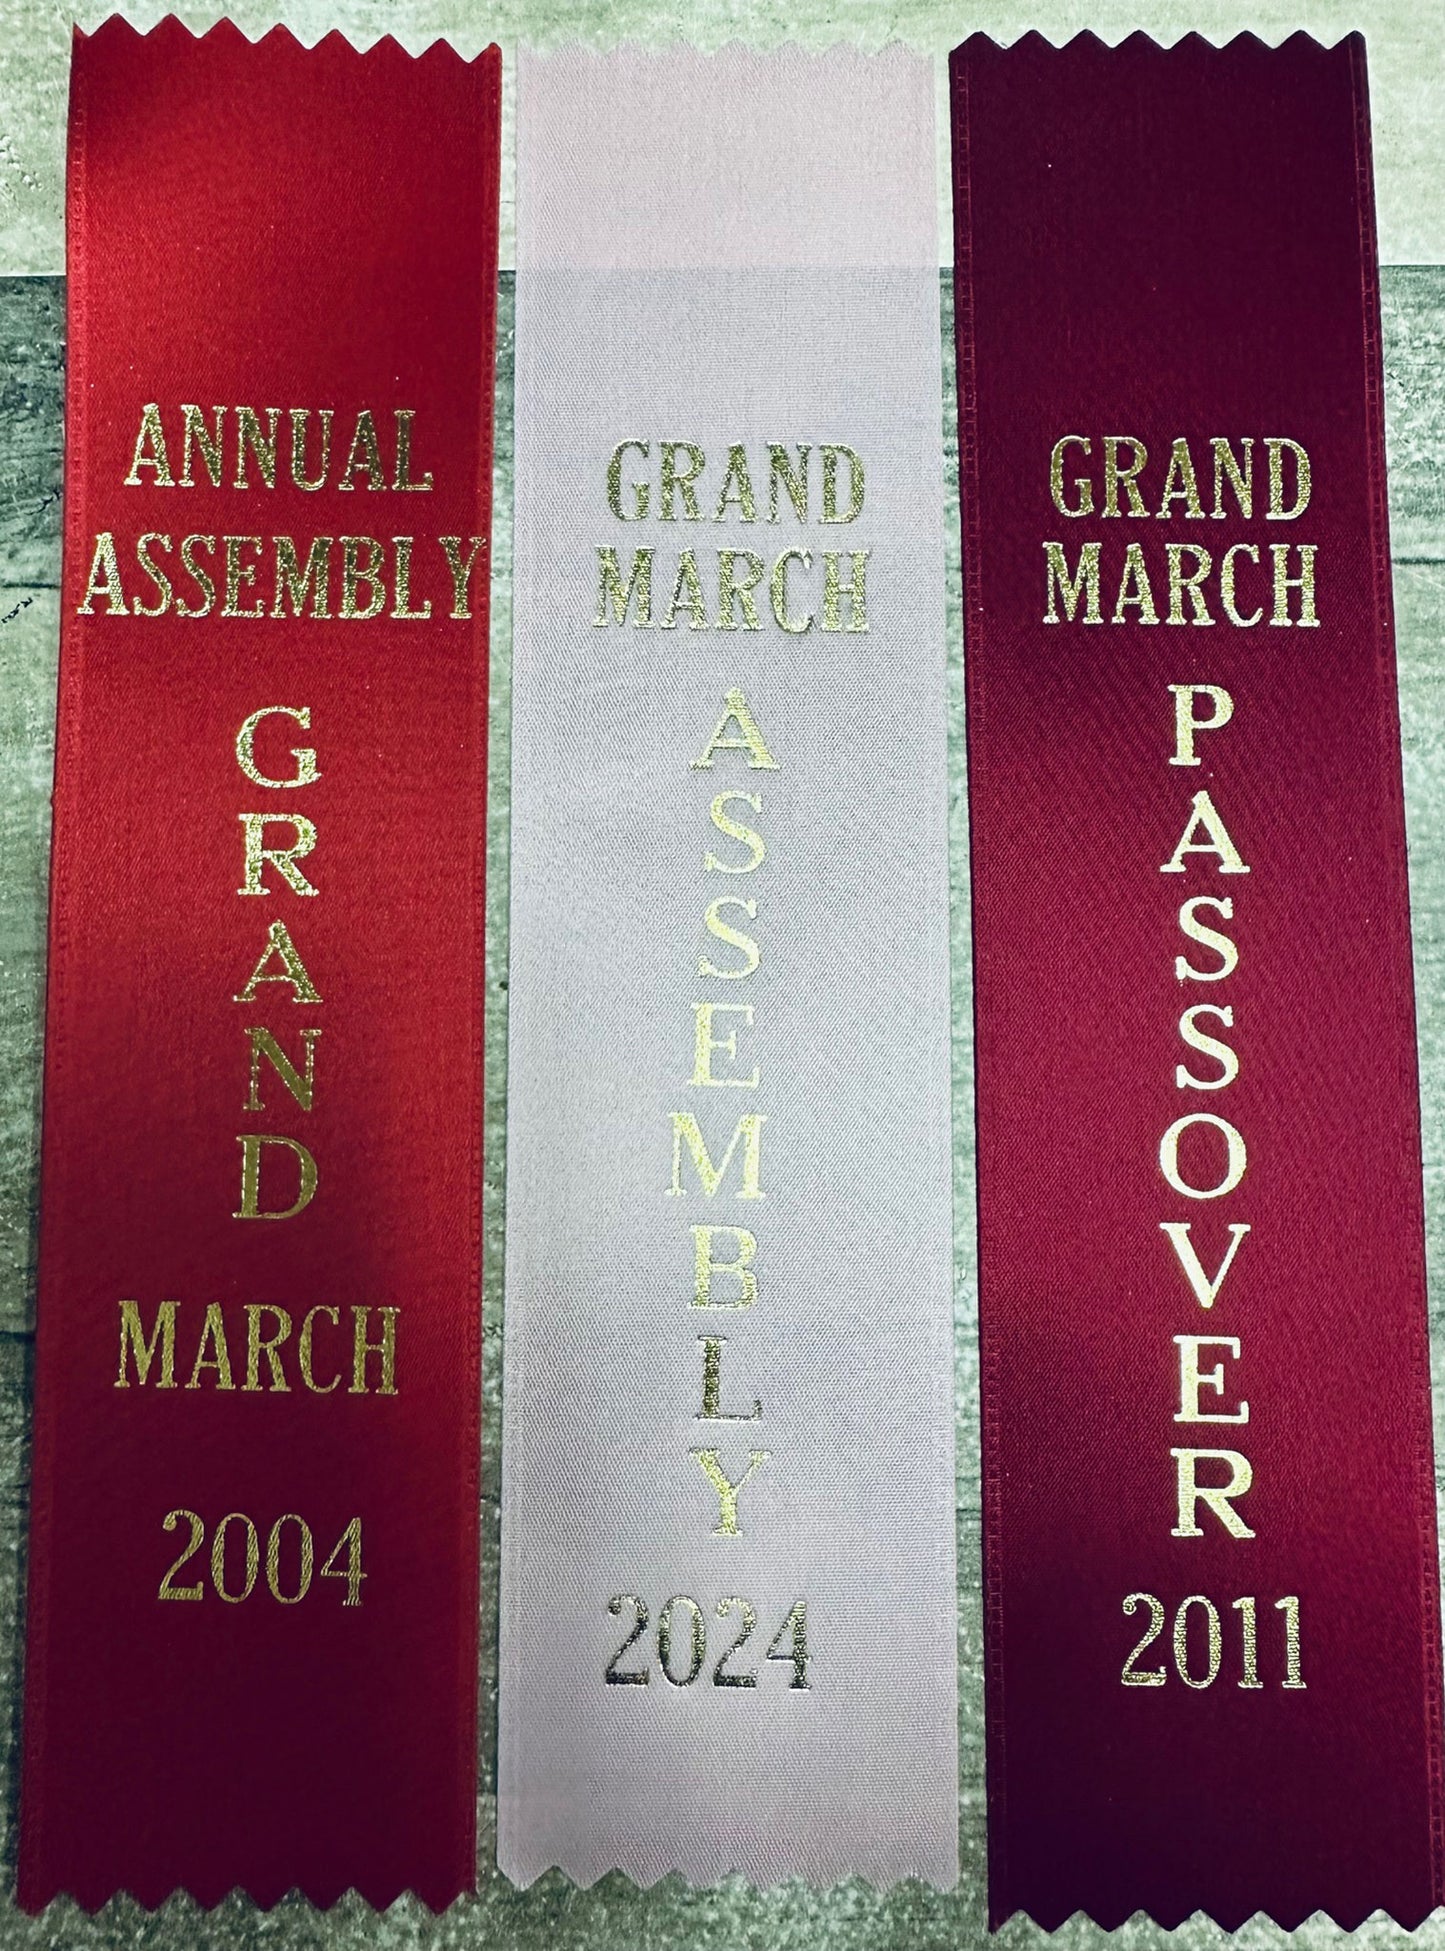 ANNUAL
ASSEMBLY
GRAND
MARCH
2004
GRAND
MARCH
ASSEMBLY
2024
GRAND
MARCH
PASSOVER
2011